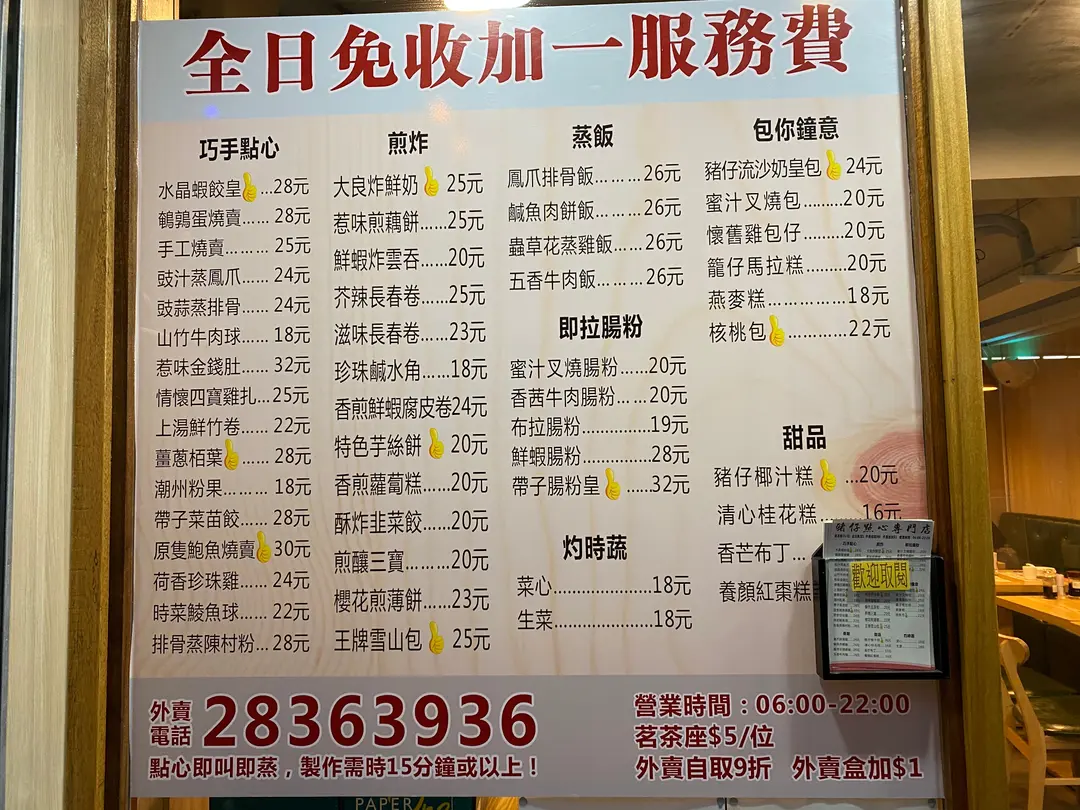 全日免收加一服務費
巧手點心
水晶蝦餃皇...28元
鵪鶉蛋燒賣...... 28元
手工燒賣........ 25元
豉汁蒸鳳爪...... 24元
豉蒜蒸排骨...... 24元
山竹牛肉球...... 18元
惹味金錢肚...... 32元
情懷四寶雞扎...25元
上湯鮮竹卷...... 22元
薑蔥栢葉...... 28元
潮州粉果......... 18元
帶子菜苗餃...... 28元
原隻鮑魚燒賣30元
荷香珍珠雞...... 24元
時菜鯪魚球...... 22元
排骨蒸陳村粉... 28元
煎炸
大良炸鮮奶 25元
惹味煎藕餅......25元
鮮蝦炸雲吞......20元
芥辣長春卷......25元
滋味長春卷......23元
珍珠鹹水角......18元
香煎鮮蝦腐皮卷24元
特色芋絲餅 20元
香煎蘿蔔糕......20元
酥炸韭菜餃......20元
煎釀三寶........20元
櫻花煎薄餅......23元
王牌雪山包 25元
蒸飯
鳳爪排骨飯.........26元
鹹魚肉餅飯.........26元
蟲草花蒸雞飯......26元
五香牛肉飯.........26元
即拉腸粉
蜜汁叉燒腸粉......20元
香茜牛肉腸粉......20元
布拉腸粉...............19元
鮮蝦腸粉...............28元
帶子腸粉皇......32元
灼時蔬
菜心......................18元
生菜......................18元
包你鐘意
豬仔流沙奶皇包 24元
蜜汁叉燒包.........20元
懷舊雞包仔.........20元
籠仔馬拉糕.........20元
燕麥糕...............18元
核桃包............22元
甜品
豬仔椰汁糕...20元
清心桂花糕......16元
香芒布丁...
養顏紅棗糕
豬仔點心專門店
歡迎取閱
外賣電話 28363936
點心即叫即蒸，製作需時15分鐘或以上！
營業時間：06:00-22:00
茗茶座$5/位
外賣自取9折 外賣盒加$1
PAPER